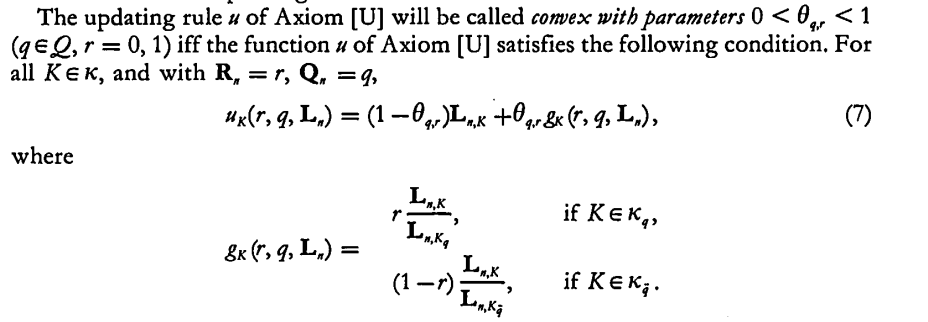 The updating rule u of Axiom [U] will be called convex with parameters 0 < θ_{q,r} < 1
(q ∈ Q, r = 0, 1) iff the function u of Axiom [U] satisfies the following condition. For
all K ∈ κ, and with R_n = r, Q_n = q,
u_K(r, q, L_n) = (1 − θ_{q,r})L_{n,K} + θ_{q,r} g_K(r, q, L_n), (7)
where
r L_{n,K} / L_{n,K_q}, if K ∈ κ_q,
g_K(r, q, L_n) =
(1 − r) L_{n,K} / L_{n,K_{q̄}}, if K ∈ κ_{q̄}.